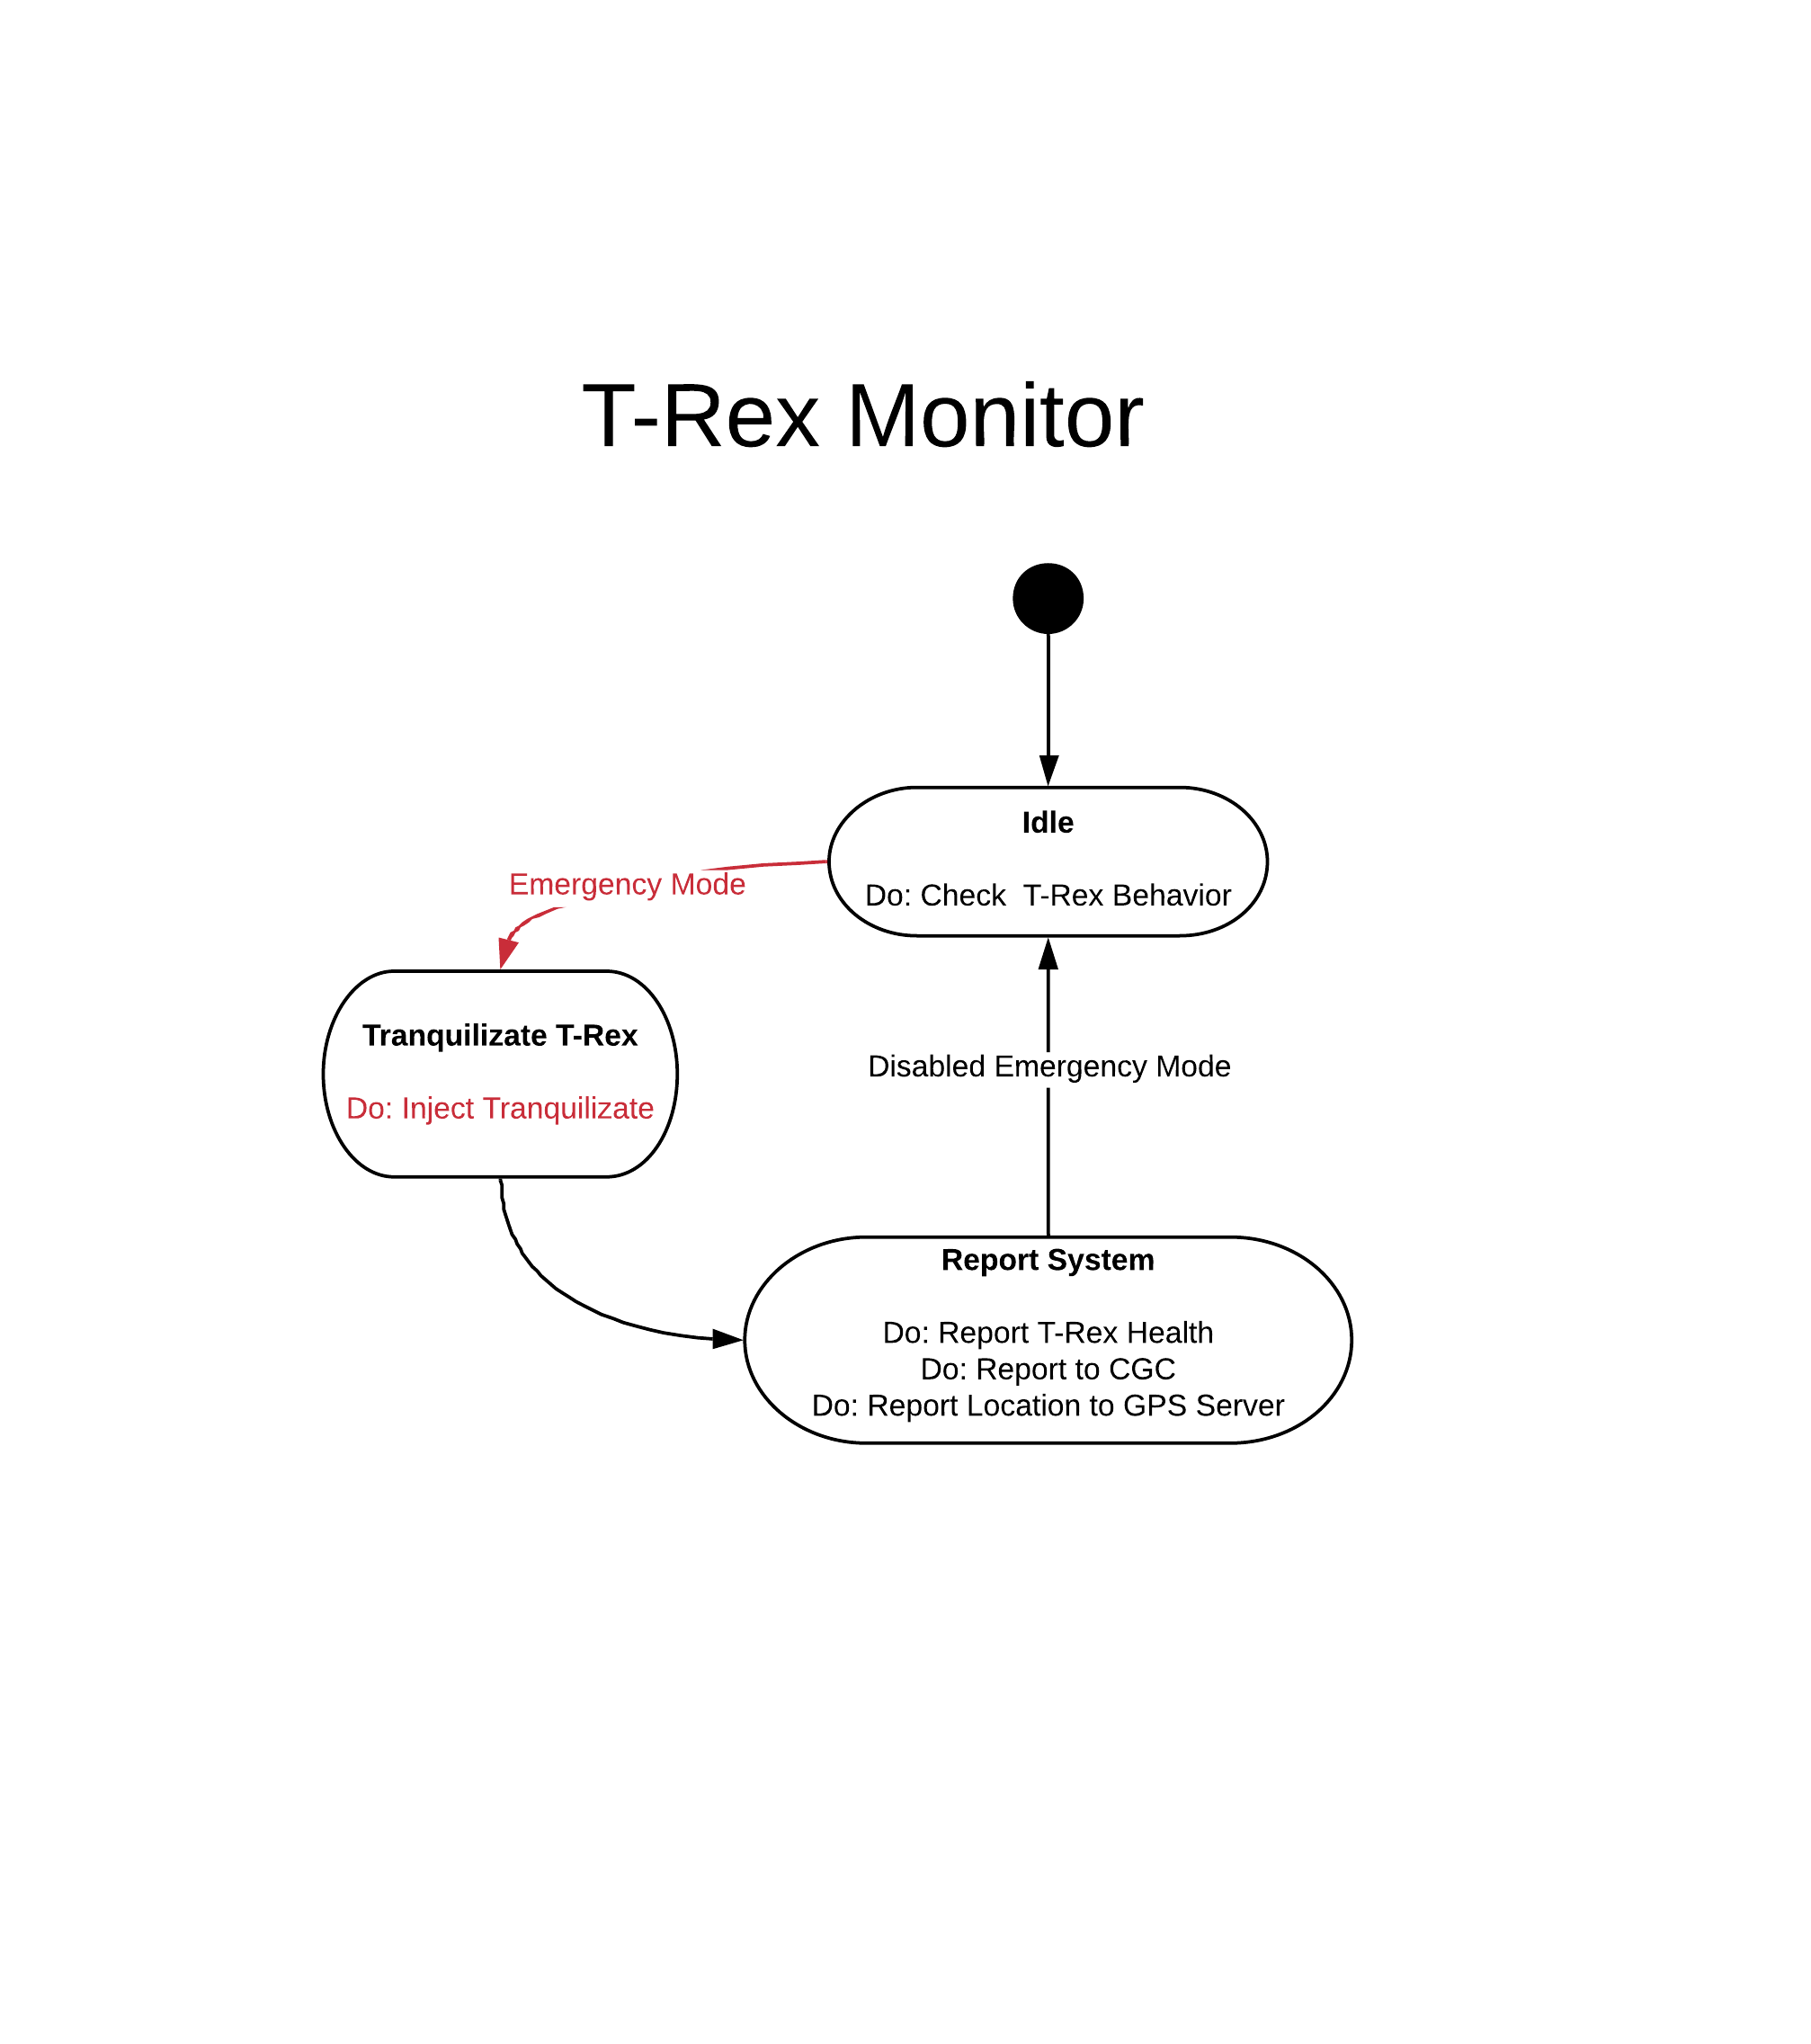 T-Rex Monitor
Idle
Do: Check  T-Rex Behavior
Emergency Mode
Tranquilizate T-Rex
Do: Inject Tranquilizate
Disabled Emergency Mode
Report System
Do: Report T-Rex Health
Do: Report to CGC
Do: Report Location to GPS Server